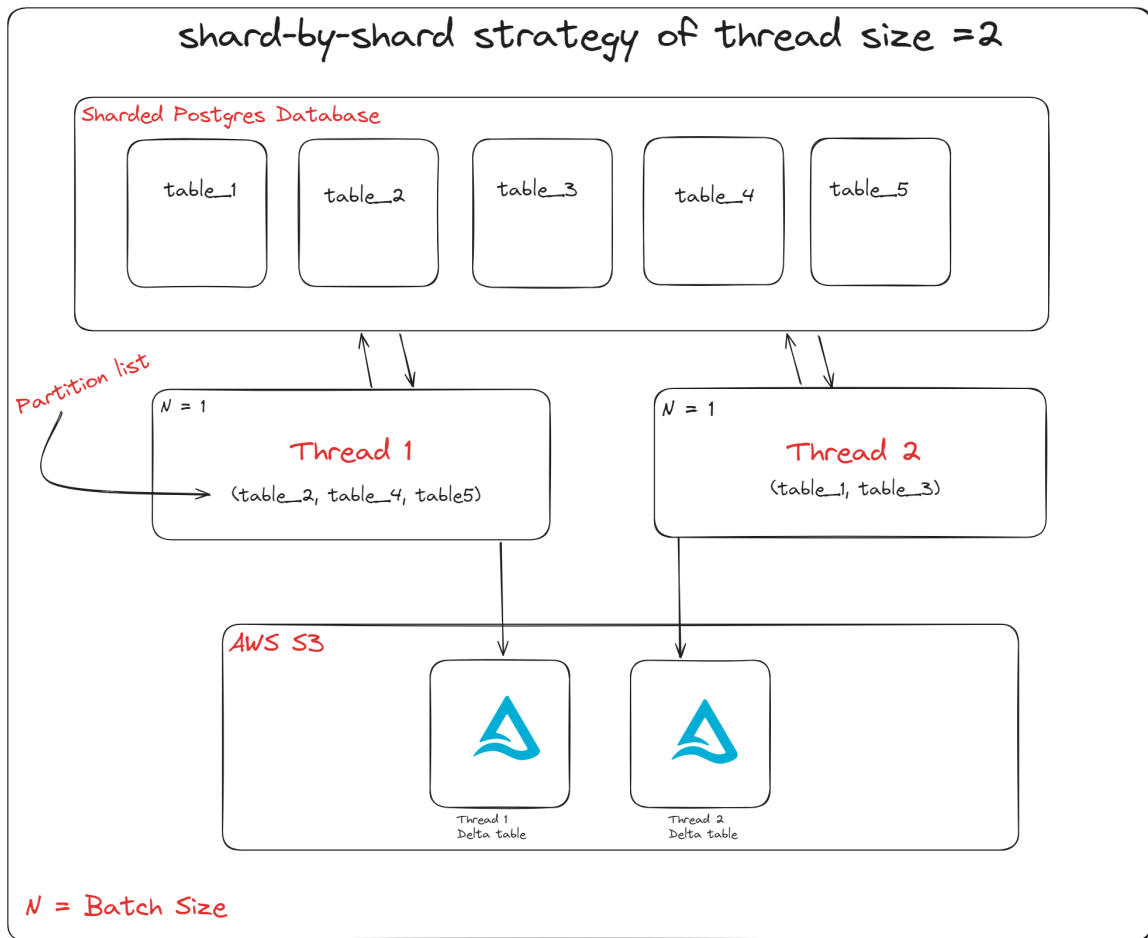 shard-by-shard strategy of thread size =2
Sharded Postgres Database
table_1
table_2
table_3
table_4
table_5
Partition list
N = 1
Thread 1
(table_2, table_4, table5)
N = 1
Thread 2
(table_1, table_3)
AWS S3
Thread 1
Delta table
Thread 2
Delta table
N = Batch Size